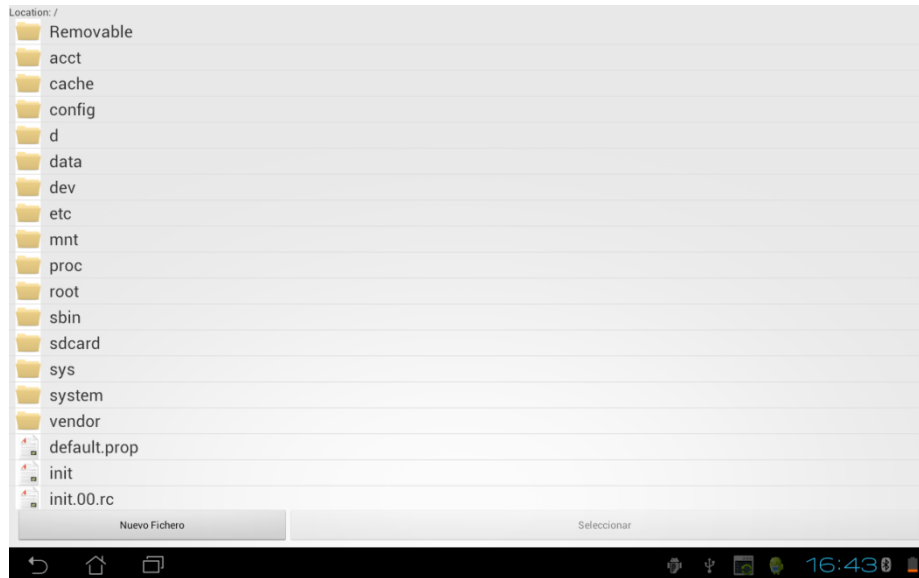 Location: /
Removable
acct
cache
config
d
data
dev
etc
mnt
proc
root
sbin
sdcard
sys
system
vendor
default.prop
init
init.00.rc
Nuevo Fichero
Seleccionar
16:43